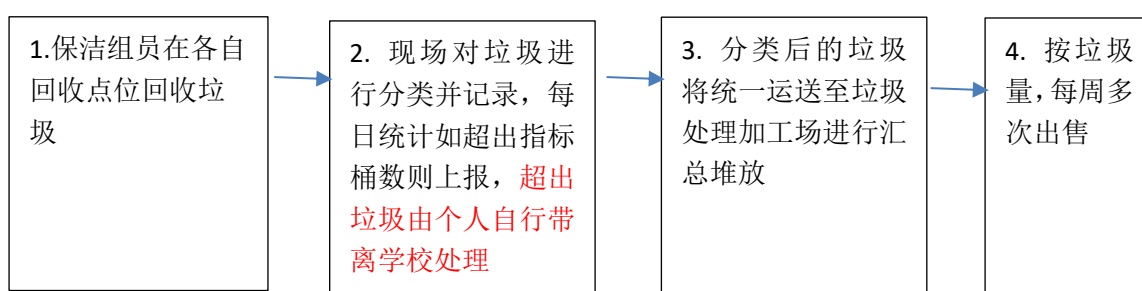 1.保洁组员在各自
回收点位回收垃
圾
2. 现场对垃圾进
行分类并记录，每
日统计如超出指标
桶数则上报，超出
垃圾由个人自行带
离学校处理
3. 分类后的垃圾
将统一运送至垃圾
处理加工场进行汇
总堆放
4. 按垃圾
量，每周多
次出售